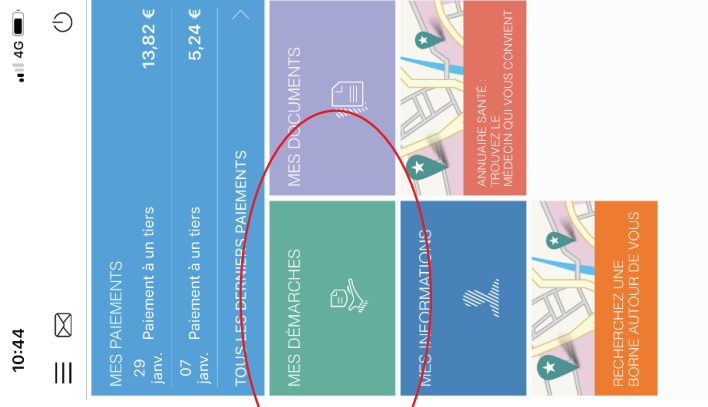 10:44
4G
MES PAIEMENTS
29 janv. Paiement à un tiers 13,82 €
07 janv. Paiement à un tiers 5,24 €
TOUS LES DERNIERS PAIEMENTS
MES DÉMARCHES
MES DOCUMENTS
MES INFORMATIONS
ANNUAIRE SANTÉ :
TROUVEZ LE
MÉDECIN QUI VOUS CONVIENT
RECHERCHEZ UNE
BORNE AUTOUR DE VOUS